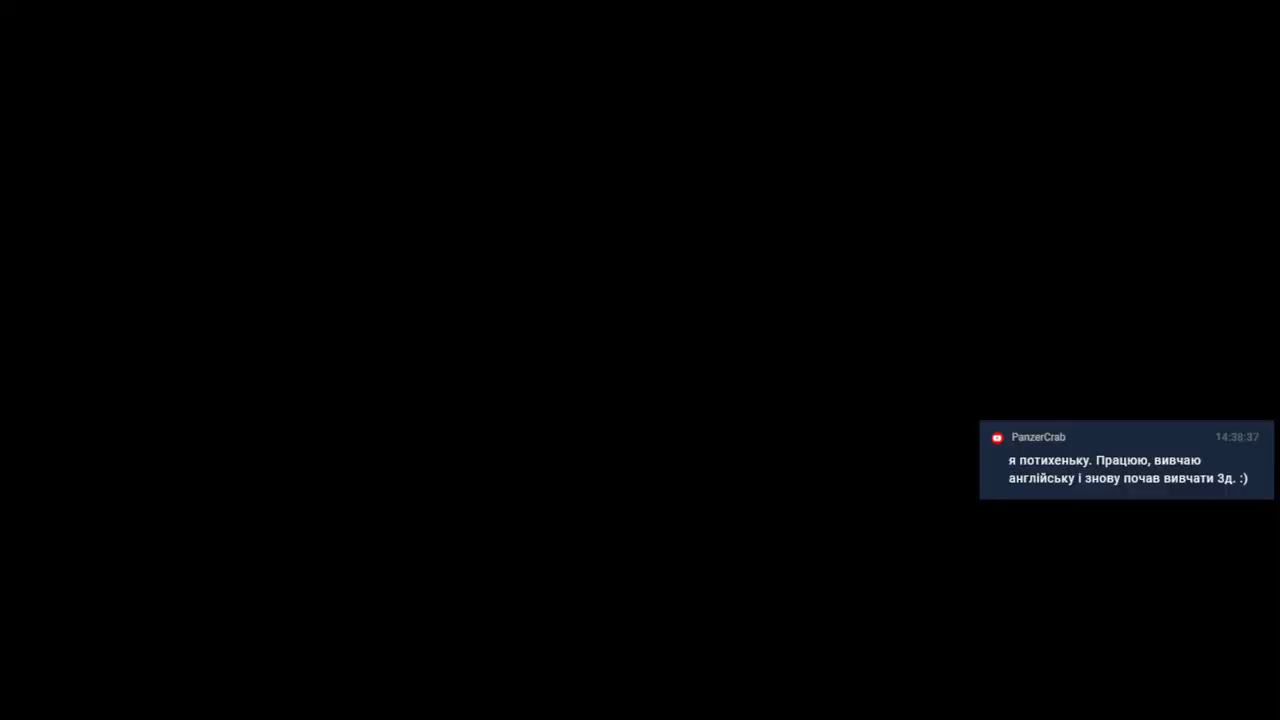 PanzerCrab 14:38:37
я потихеньку. Працюю, вивчаю
англійську і знову почав вивчати 3д. :)